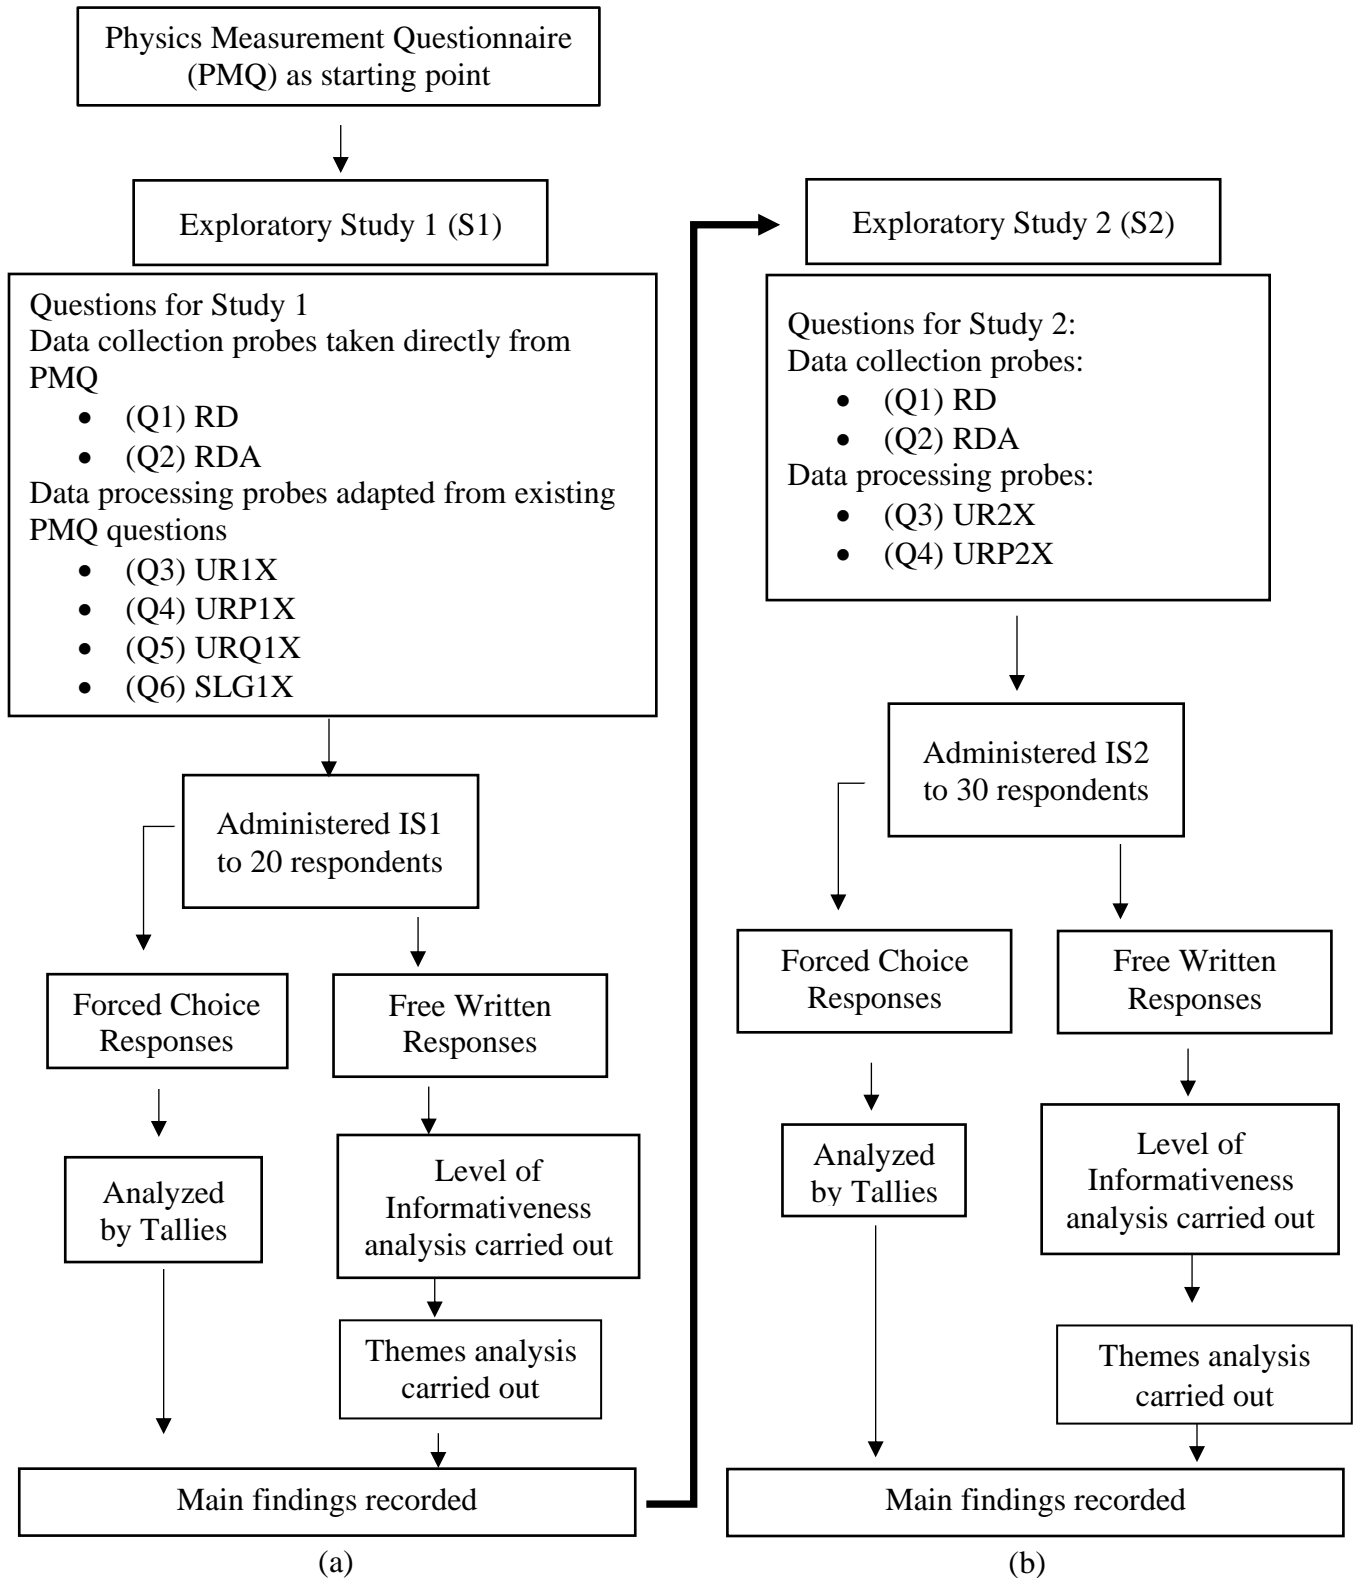 Physics Measurement Questionnaire
(PMQ) as starting point
Exploratory Study 1 (S1)
Questions for Study 1
Data collection probes taken directly from
PMQ
• (Q1) RD
• (Q2) RDA
Data processing probes adapted from existing
PMQ questions
• (Q3) UR1X
• (Q4) URP1X
• (Q5) URQ1X
• (Q6) SLG1X
Administered IS1
to 20 respondents
Forced Choice
Responses
Free Written
Responses
Analyzed
by Tallies
Level of
Informativeness
analysis carried out
Themes analysis
carried out
Main findings recorded
(a)
Exploratory Study 2 (S2)
Questions for Study 2:
Data collection probes:
• (Q1) RD
• (Q2) RDA
Data processing probes:
• (Q3) UR2X
• (Q4) URP2X
Administered IS2
to 30 respondents
Forced Choice
Responses
Free Written
Responses
Analyzed
by Tallies
Level of
Informativeness
analysis carried out
Themes analysis
carried out
Main findings recorded
(b)